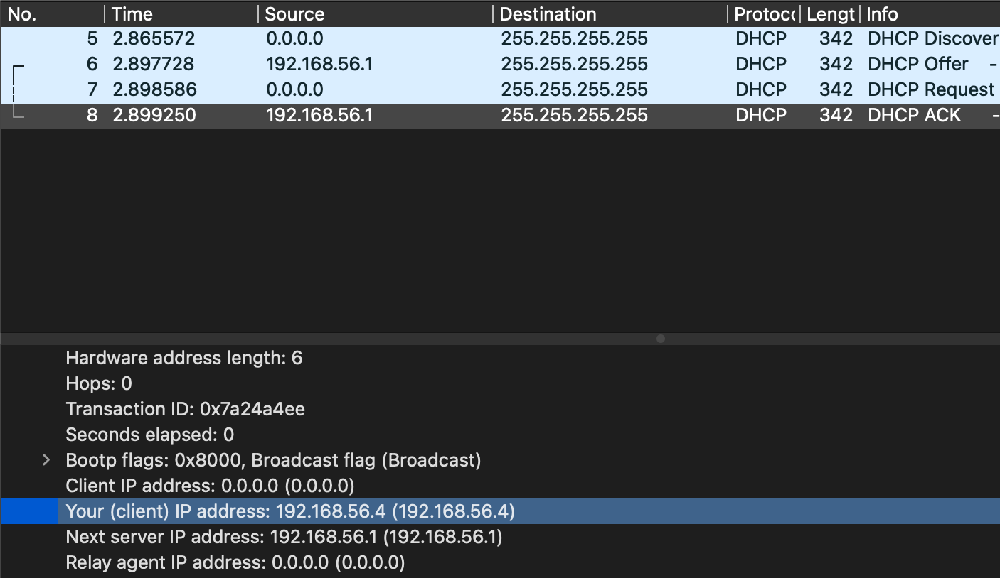 No. Time Source Destination Protocc Lengt Info
5 2.865572 0.0.0.0 255.255.255.255 DHCP 342 DHCP Discover
6 2.897728 192.168.56.1 255.255.255.255 DHCP 342 DHCP Offer -
7 2.898586 0.0.0.0 255.255.255.255 DHCP 342 DHCP Request
8 2.899250 192.168.56.1 255.255.255.255 DHCP 342 DHCP ACK -
Hardware address length: 6
Hops: 0
Transaction ID: 0x7a24a4ee
Seconds elapsed: 0
Bootp flags: 0x8000, Broadcast flag (Broadcast)
Client IP address: 0.0.0.0 (0.0.0.0)
Your (client) IP address: 192.168.56.4 (192.168.56.4)
Next server IP address: 192.168.56.1 (192.168.56.1)
Relay agent IP address: 0.0.0.0 (0.0.0.0)